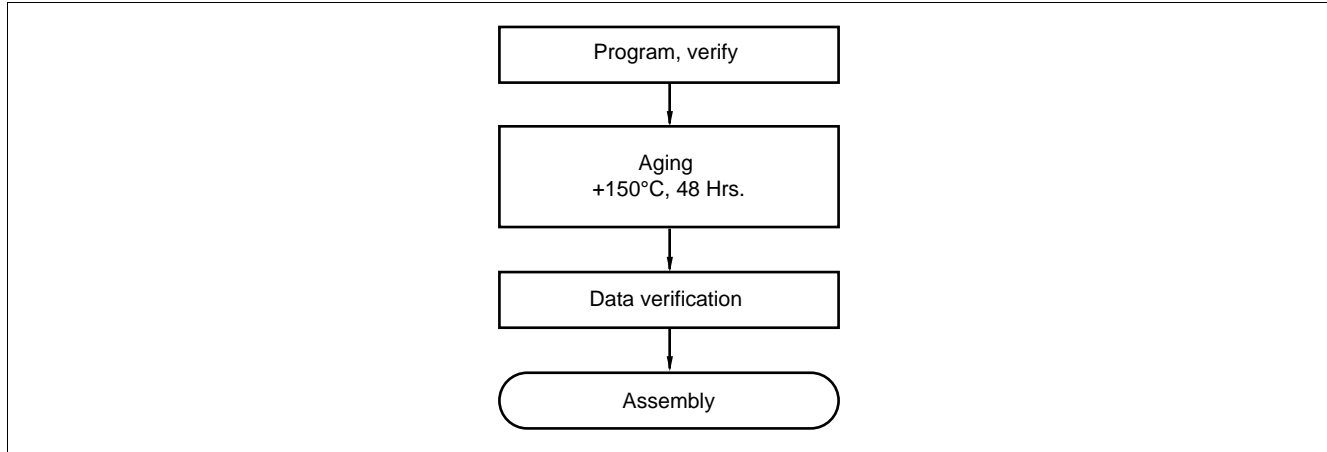 Program, verify
Aging
+150°C, 48 Hrs.
Data verification
Assembly